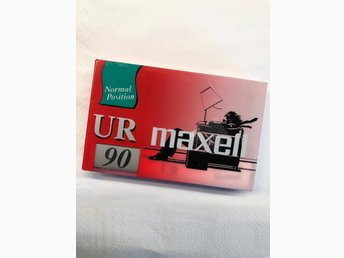 Normal
Position
UR
maxell
90